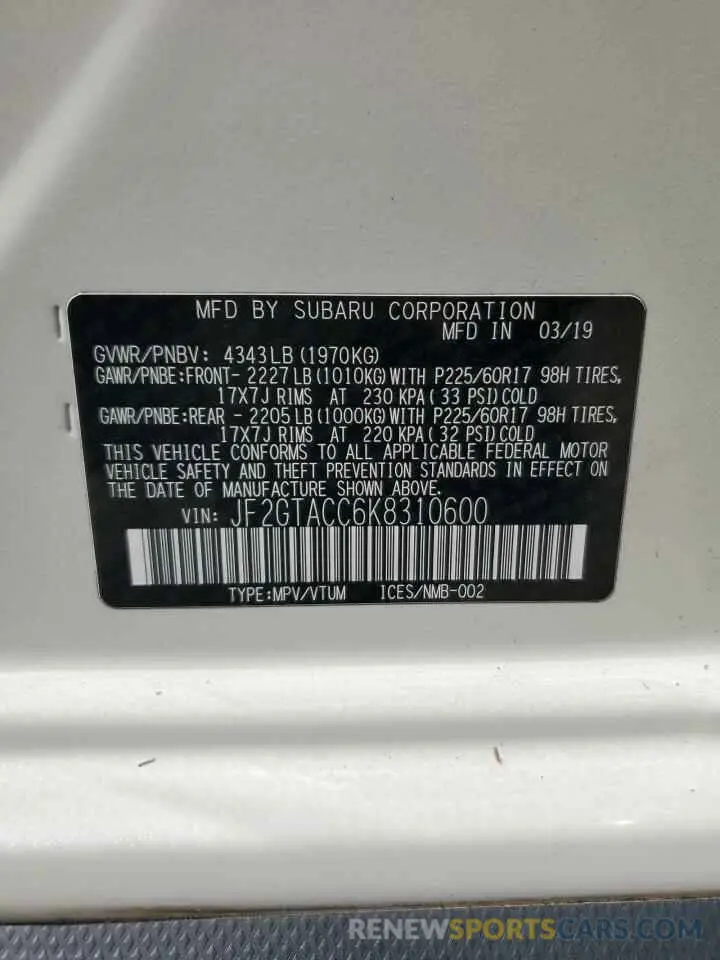 MFD BY SUBARU CORPORATION
MFD IN 03/19
GVWR/PNBV: 4343LB(1970KG)
GAWR/PNBE:FRONT- 2227LB(1010KG)WITH P225/60R17 98H TIRES,
17X7J RIMS AT 230 KPA( 33 PSI)COLD
GAWR/PNBE:REAR - 2205LB(1000KG)WITH P225/60R17 98H TIRES,
17X7J RIMS AT 220 KPA( 32 PSI)COLD
THIS VEHICLE CONFORMS TO ALL APPLICABLE FEDERAL MOTOR
VEHICLE SAFETY AND THEFT PREVENTION STANDARDS IN EFFECT ON
THE DATE OF MANUFACTURE SHOWN ABOVE.
VIN: JF2GTACC6K8310600
TYPE:MPV/VTUM ICES/NMB-002
RENEWSPORTSCARS.COM